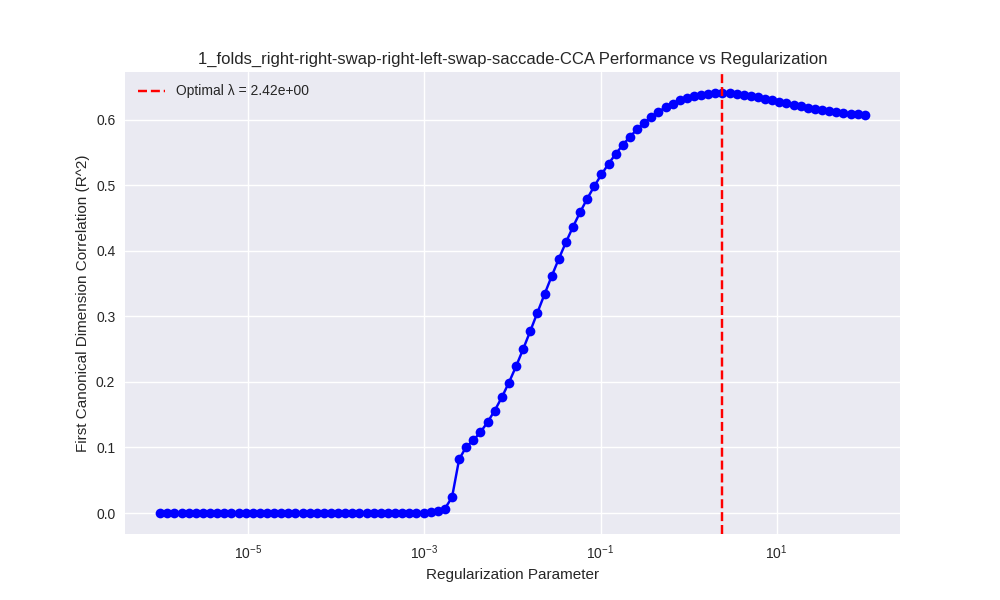 1_folds_right-right-swap-right-left-swap-saccade-CCA Performance vs Regularization
Optimal λ = 2.42e+00
First Canonical Dimension Correlation (R^2)
0.6
0.5
0.4
0.3
0.2
0.1
0.0
10⁻⁵ 10⁻³ 10⁻¹ 10¹
Regularization Parameter